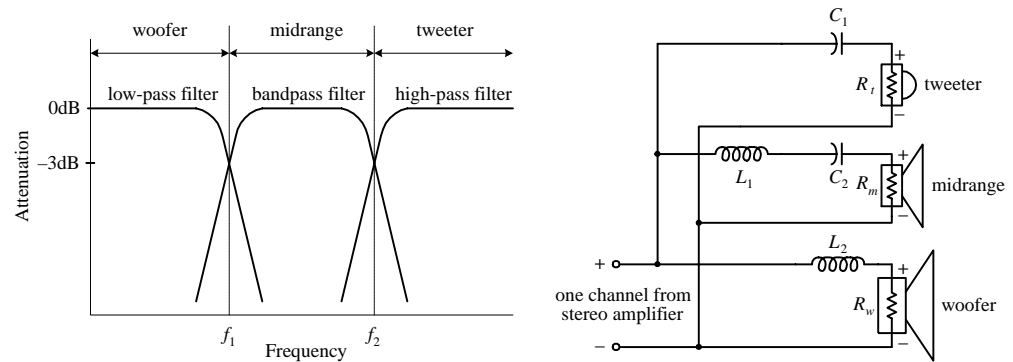 woofer midrange tweeter
low-pass filter bandpass filter high-pass filter
0dB
−3dB
Attenuation
f1 f2
Frequency
C1
+
Rt tweeter
−
L1 C2
+
Rm midrange
−
L2
+ +
one channel from
stereo amplifier
Rw woofer
− −